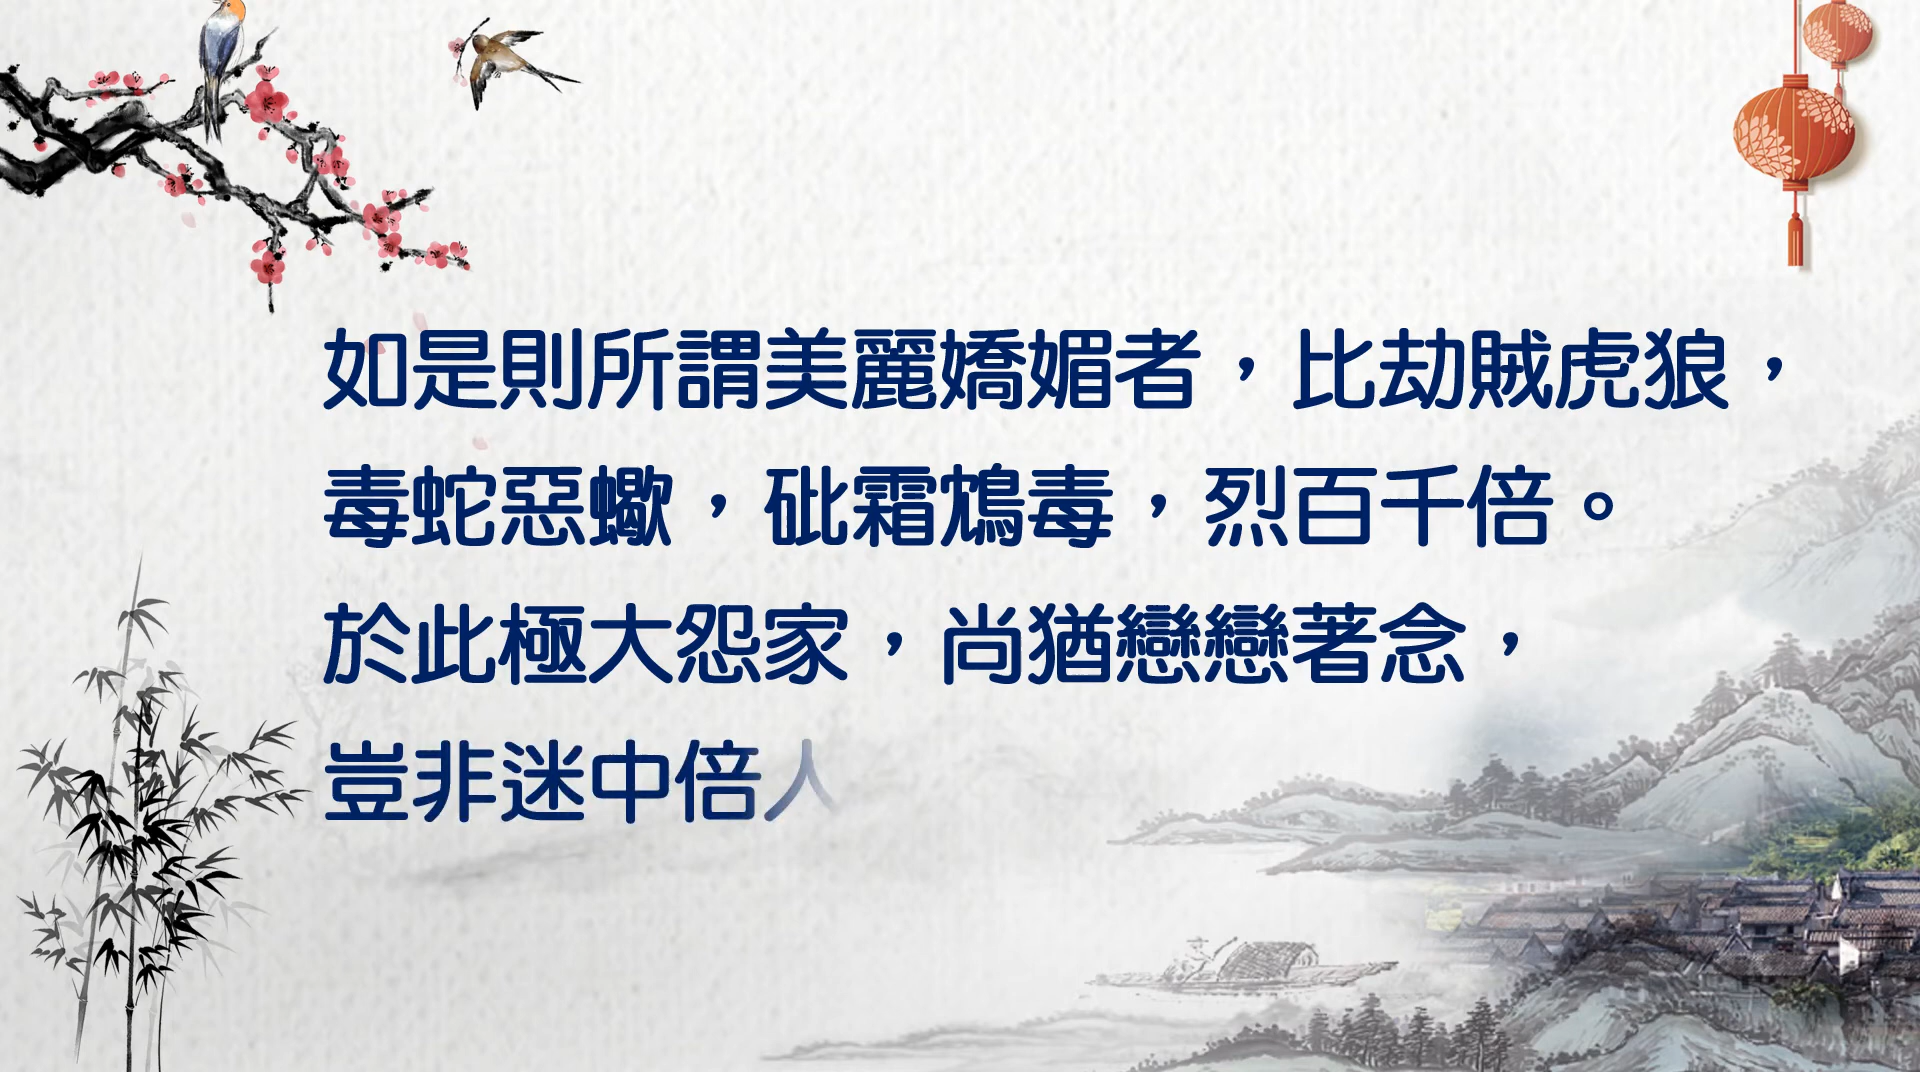 如是則所謂美麗嬌媚者，比劫賊虎狼，
毒蛇惡蠍，砒霜鴆毒，烈百千倍。
於此極大怨家，尚猶戀戀著念，
豈非迷中倍人